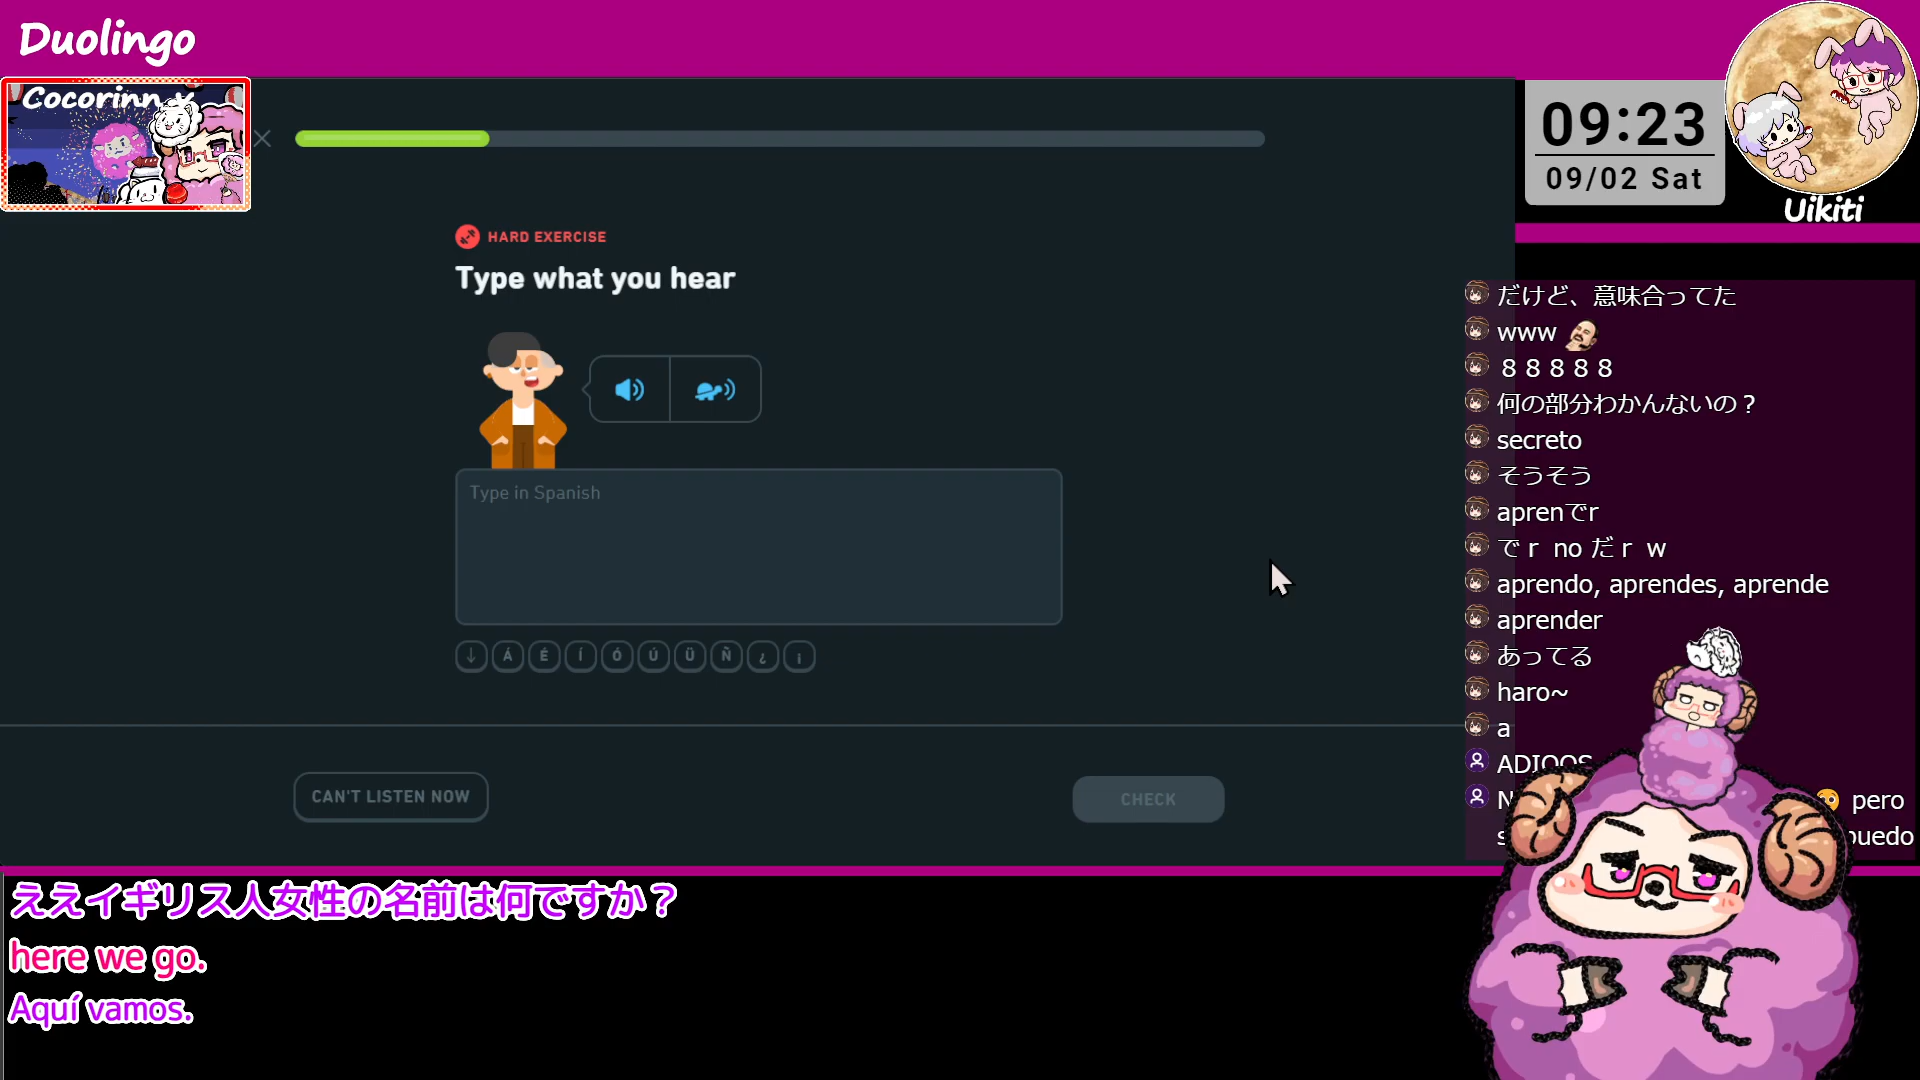 Duolingo
Cocorinn_y
09:23
09/02 Sat
Uikiti
HARD EXERCISE
Type what you hear
Type in Spanish
↓ Á É Í Ó Ú Ü Ñ ¿ ¡
CAN'T LISTEN NOW
CHECK
だけど、意味合ってた
www
８８８８８
何の部分わかんないの？
secreto
そうそう
aprenでr
でｒ no だｒ w
aprendo, aprendes, aprende
aprender
あってる
haro~
a
ADIOOS
pero
puedo
ええイギリス人女性の名前は何ですか？
here we go.
Aquí vamos.